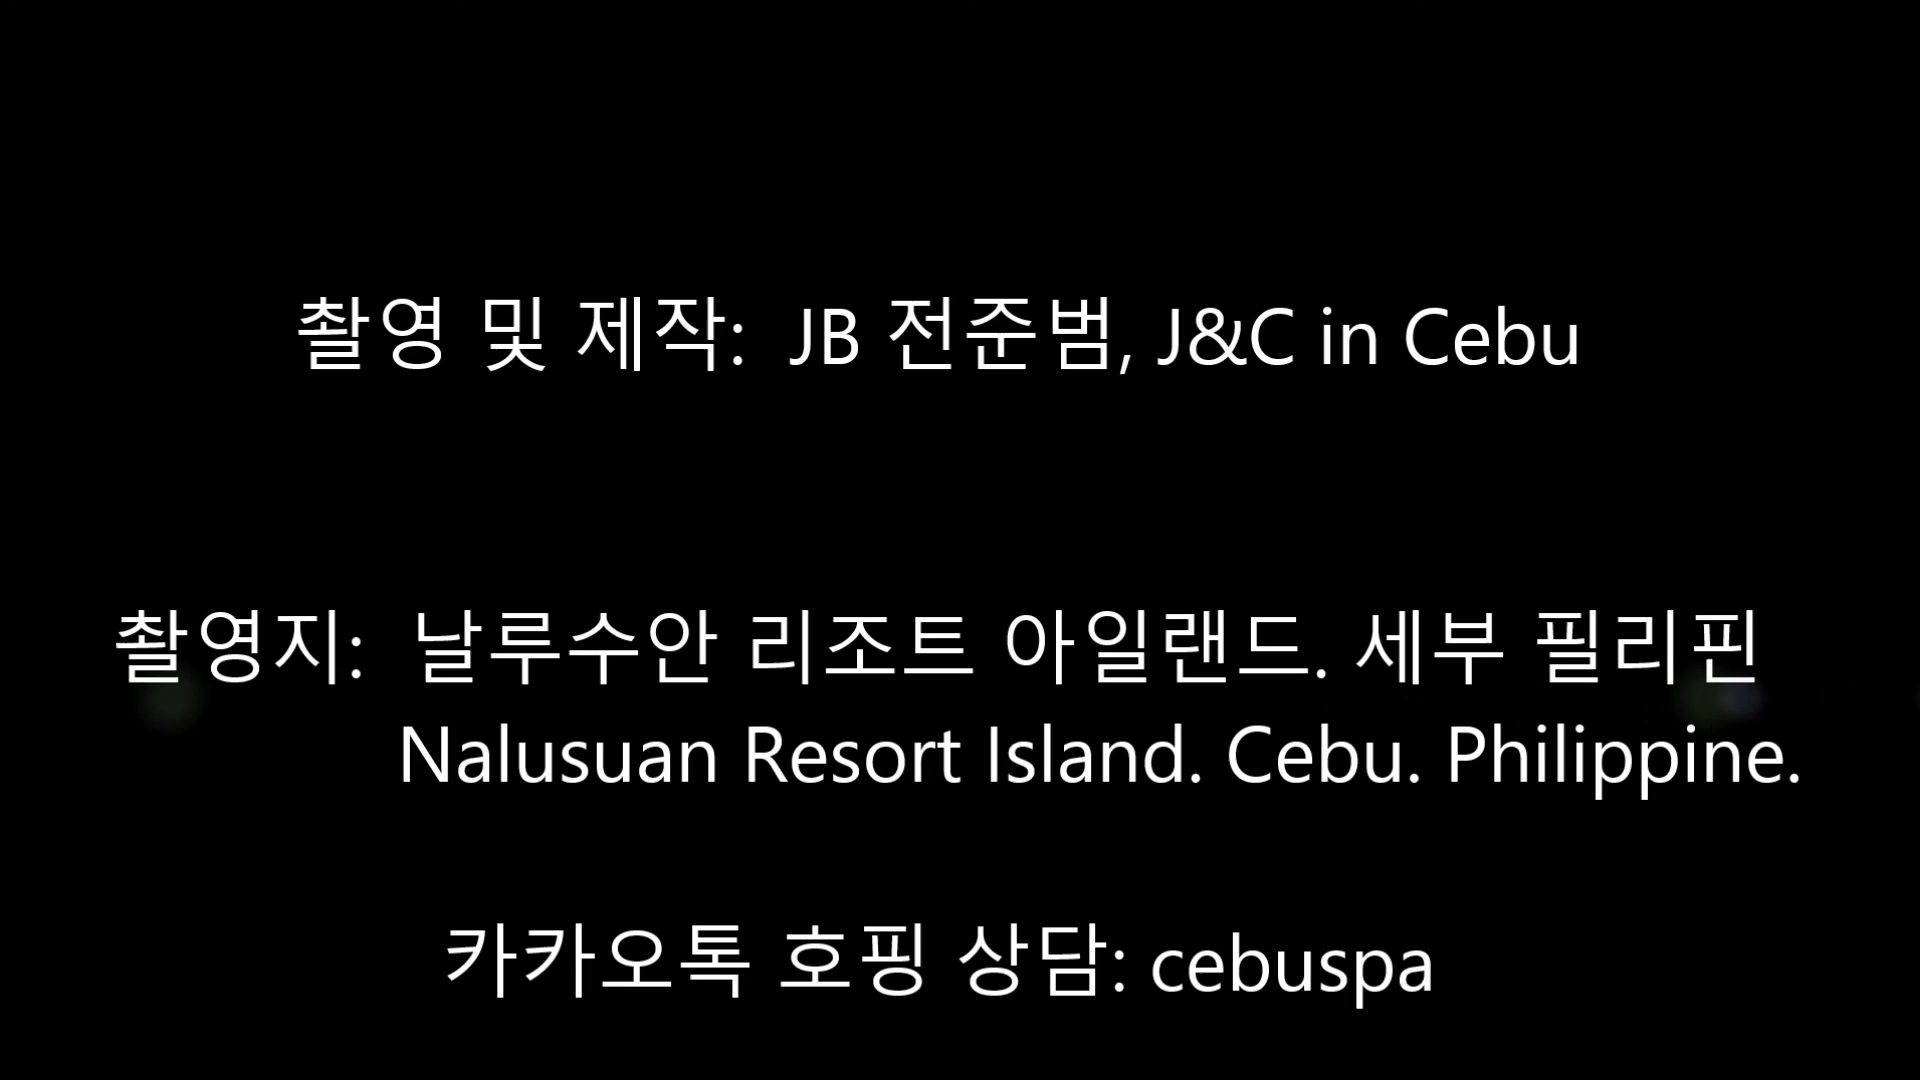 촬영 및 제작: JB 전준범, J&C in Cebu
촬영지: 날루수안 리조트 아일랜드. 세부 필리핀
Nalusuan Resort Island. Cebu. Philippine.
카카오톡 호핑 상담: cebuspa